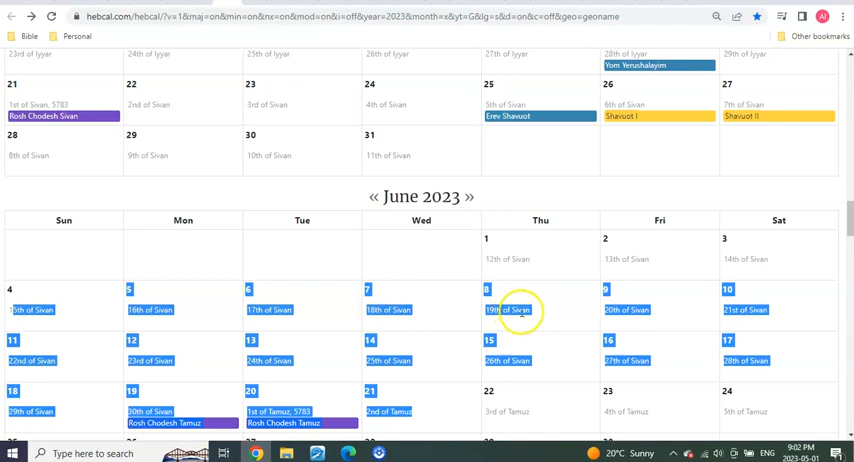 hebcal.com/hebcal/?v=1&maj=on&min=on&nx=on&mod=on&i=off&year=2023&month=x&yt=G&lg=s&d=on&c=off&geo=geoname
AI
Bible Personal Other bookmarks
23rd of Iyyar 24th of Iyyar 25th of Iyyar 26th of Iyyar 27th of Iyyar 28th of Iyyar 29th of Iyyar
Yom Yerushalayim
21 22 23 24 25 26 27
1st of Sivan, 5783 2nd of Sivan 3rd of Sivan 4th of Sivan 5th of Sivan 6th of Sivan 7th of Sivan
Rosh Chodesh Sivan Erev Shavuot Shavuot I Shavuot II
28 29 30 31
8th of Sivan 9th of Sivan 10th of Sivan 11th of Sivan
« June 2023 »
Sun Mon Tue Wed Thu Fri Sat
1 2 3
12th of Sivan 13th of Sivan 14th of Sivan
4 5 6 7 8 9 10
15th of Sivan 16th of Sivan 17th of Sivan 18th of Sivan 19th of Sivan 20th of Sivan 21st of Sivan
11 12 13 14 15 16 17
22nd of Sivan 23rd of Sivan 24th of Sivan 25th of Sivan 26th of Sivan 27th of Sivan 28th of Sivan
18 19 20 21 22 23 24
29th of Sivan 30th of Sivan 1st of Tamuz, 5783 2nd of Tamuz 3rd of Tamuz 4th of Tamuz 5th of Tamuz
Rosh Chodesh Tamuz Rosh Chodesh Tamuz
Type here to search 20°C Sunny ENG 9:02 PM
2023-05-01